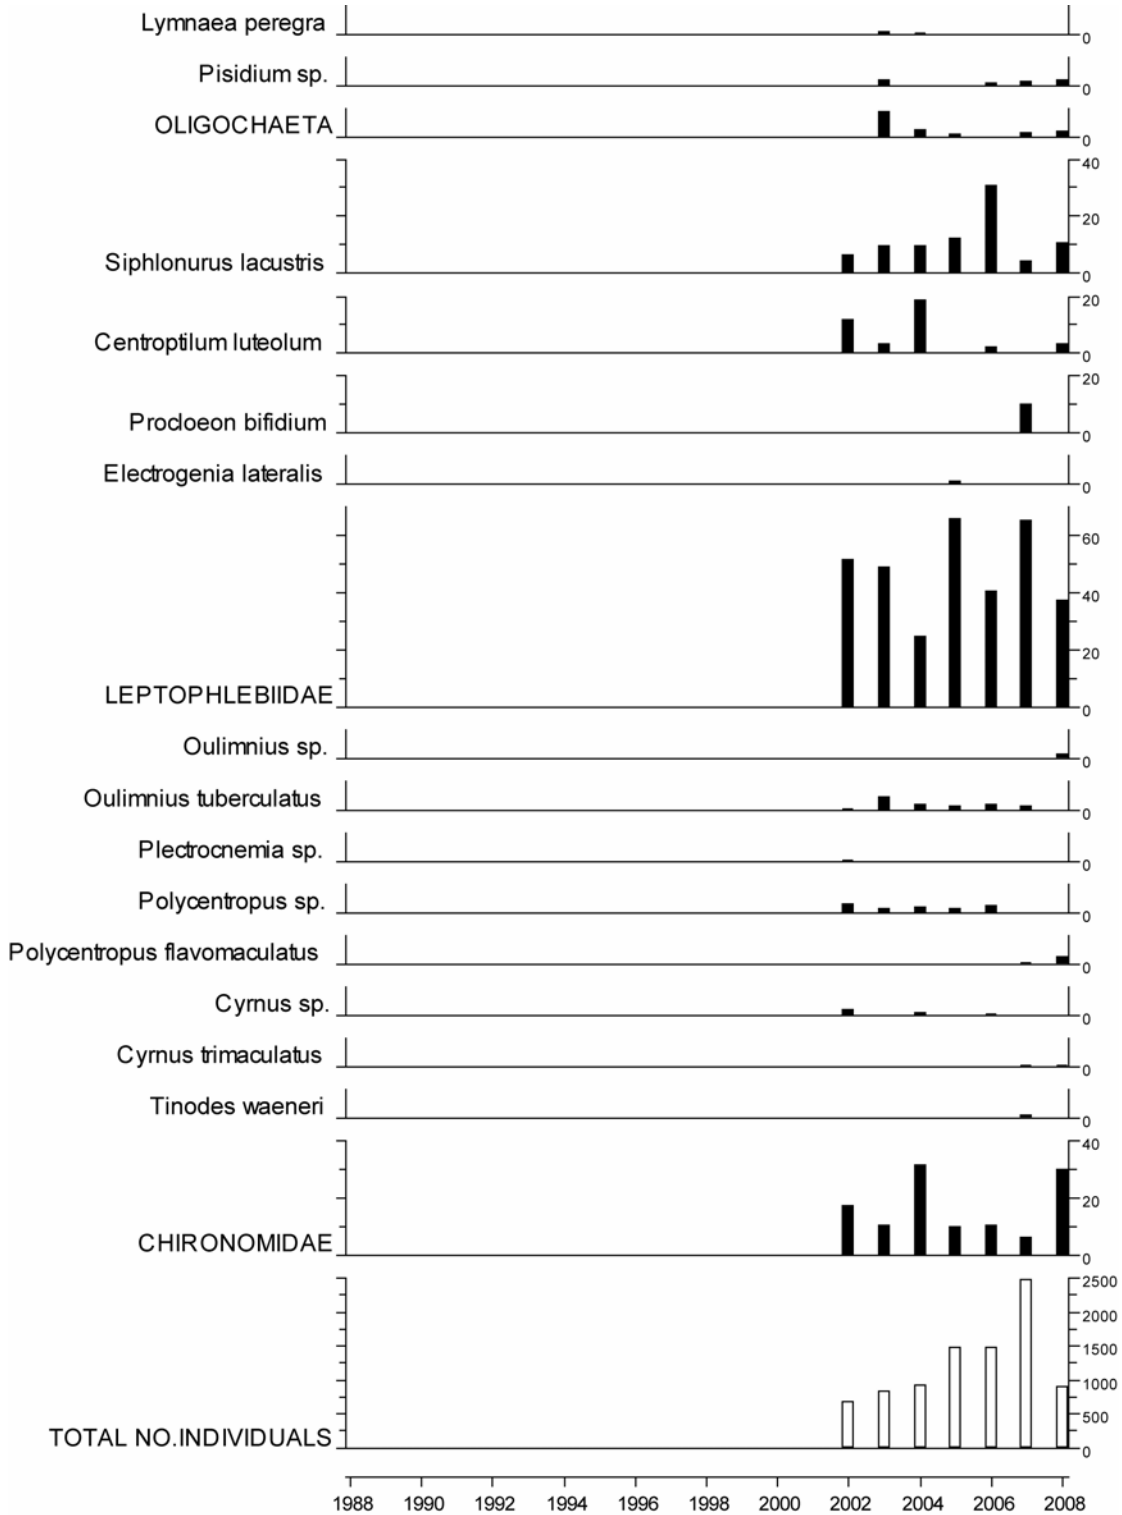 Lymnaea peregra 0
Pisidium sp. 0
OLIGOCHAETA 0
40
20
Siphlonurus lacustris 0
20
Centroptilum luteolum 0
20
Procloeon bifidium 0
Electrogenia lateralis 0
60
40
20
LEPTOPHLEBIIDAE 0
Oulimnius sp. 0
Oulimnius tuberculatus 0
Plectrocnemia sp. 0
Polycentropus sp. 0
Polycentropus flavomaculatus 0
Cyrnus sp. 0
Cyrnus trimaculatus 0
Tinodes waeneri 0
40
20
CHIRONOMIDAE 0
2500
2000
1500
1000
500
TOTAL NO.INDIVIDUALS 0
1988 1990 1992 1994 1996 1998 2000 2002 2004 2006 2008